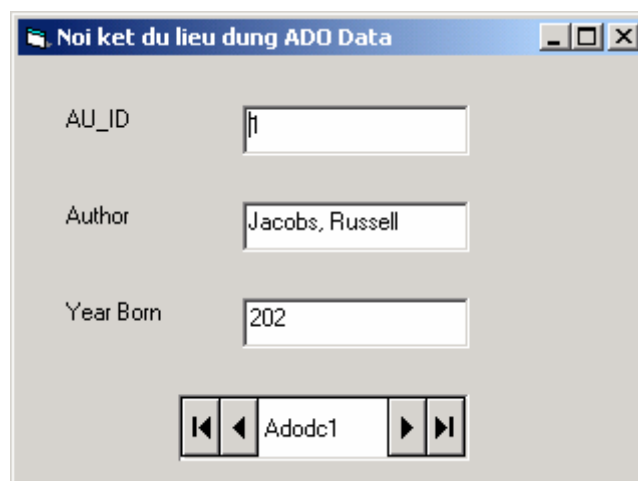 Noi ket du lieu dung ADO Data
AU_ID 1
Author Jacobs, Russell
Year Born 202
Adodc1